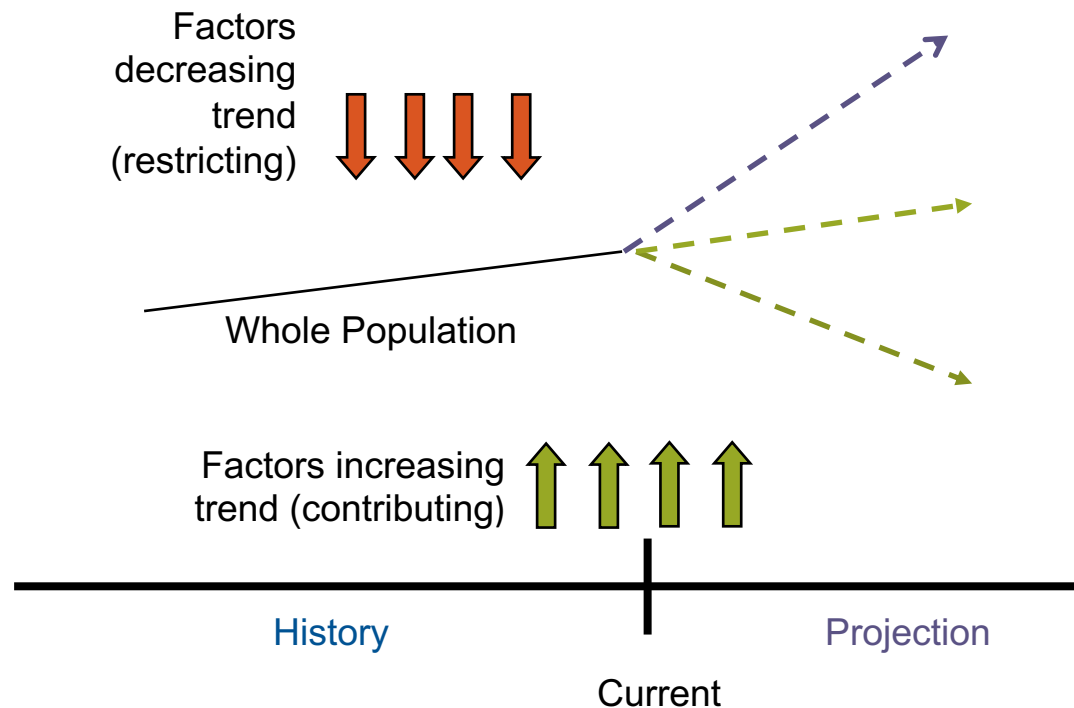 Factors
decreasing
trend
(restricting)
Whole Population
Factors increasing
trend (contributing)
History
Projection
Current